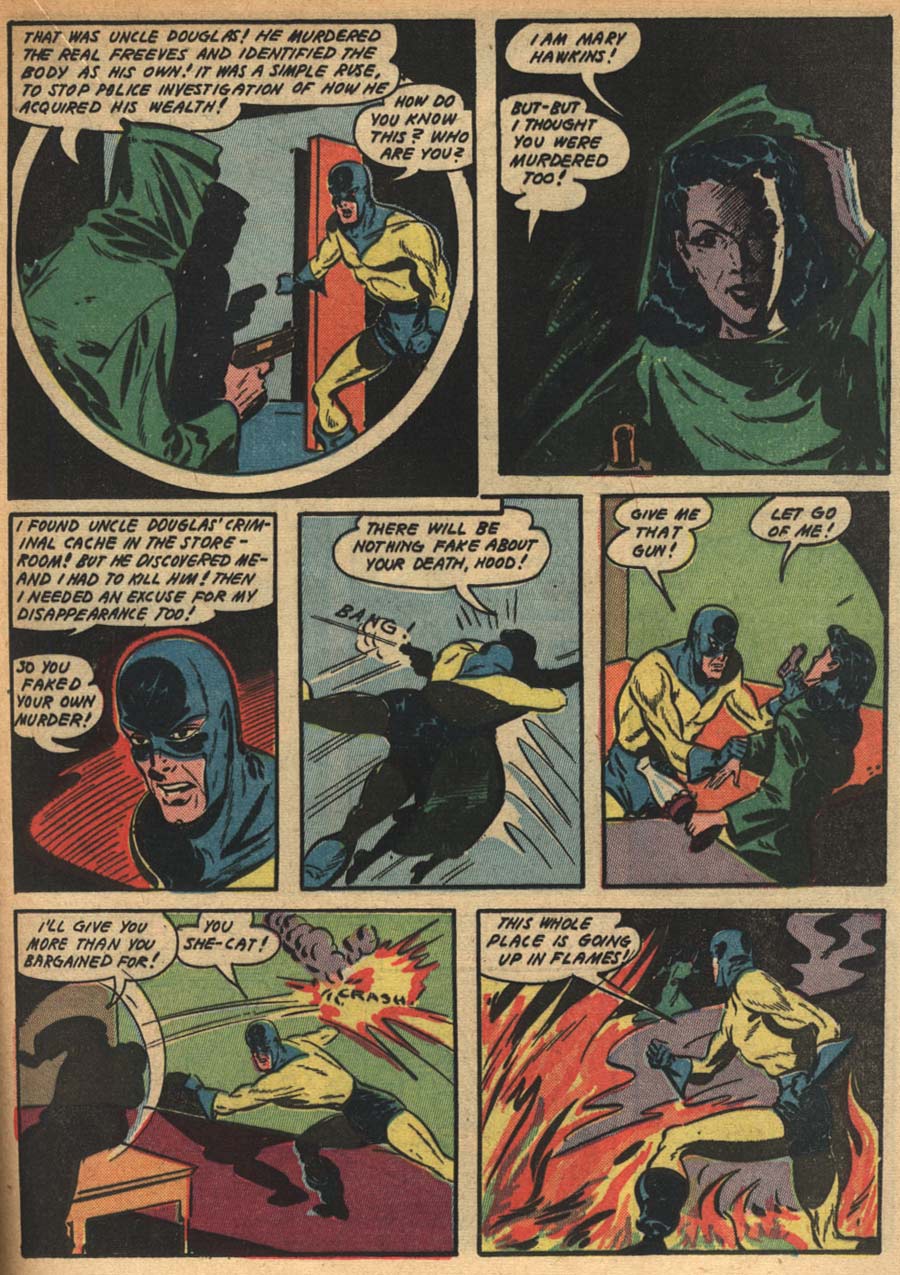 THAT WAS UNCLE DOUGLAS! HE MURDERED
THE REAL FREEVES AND IDENTIFIED THE
BODY AS HIS OWN! IT WAS A SIMPLE RUSE,
TO STOP POLICE INVESTIGATION OF HOW HE
ACQUIRED HIS WEALTH!
HOW DO
YOU KNOW
THIS? WHO
ARE YOU?
I AM MARY
HAWKINS!
BUT-BUT
I THOUGHT
YOU WERE
MURDERED
TOO!
I FOUND UNCLE DOUGLAS' CRIM-
INAL CACHE IN THE STORE-
ROOM! BUT HE DISCOVERED ME-
AND I HAD TO KILL HIM! THEN
I NEEDED AN EXCUSE FOR MY
DISAPPEARANCE TOO!
SO YOU
FAKED
YOUR OWN
MURDER!
THERE WILL BE
NOTHING FAKE ABOUT
YOUR DEATH, HOOD!
BANG!
GIVE ME
THAT
GUN!
LET GO
OF ME!
I'LL GIVE YOU
MORE THAN YOU
BARGAINED FOR!
YOU
SHE-CAT!
CRASH!
THIS WHOLE
PLACE IS GOING
UP IN FLAMES!